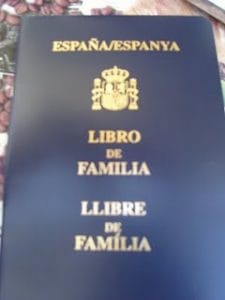 ESPAÑA/ESPANYA
LIBRO
DE
FAMILIA
LLIBRE
DE
FAMÍLIA